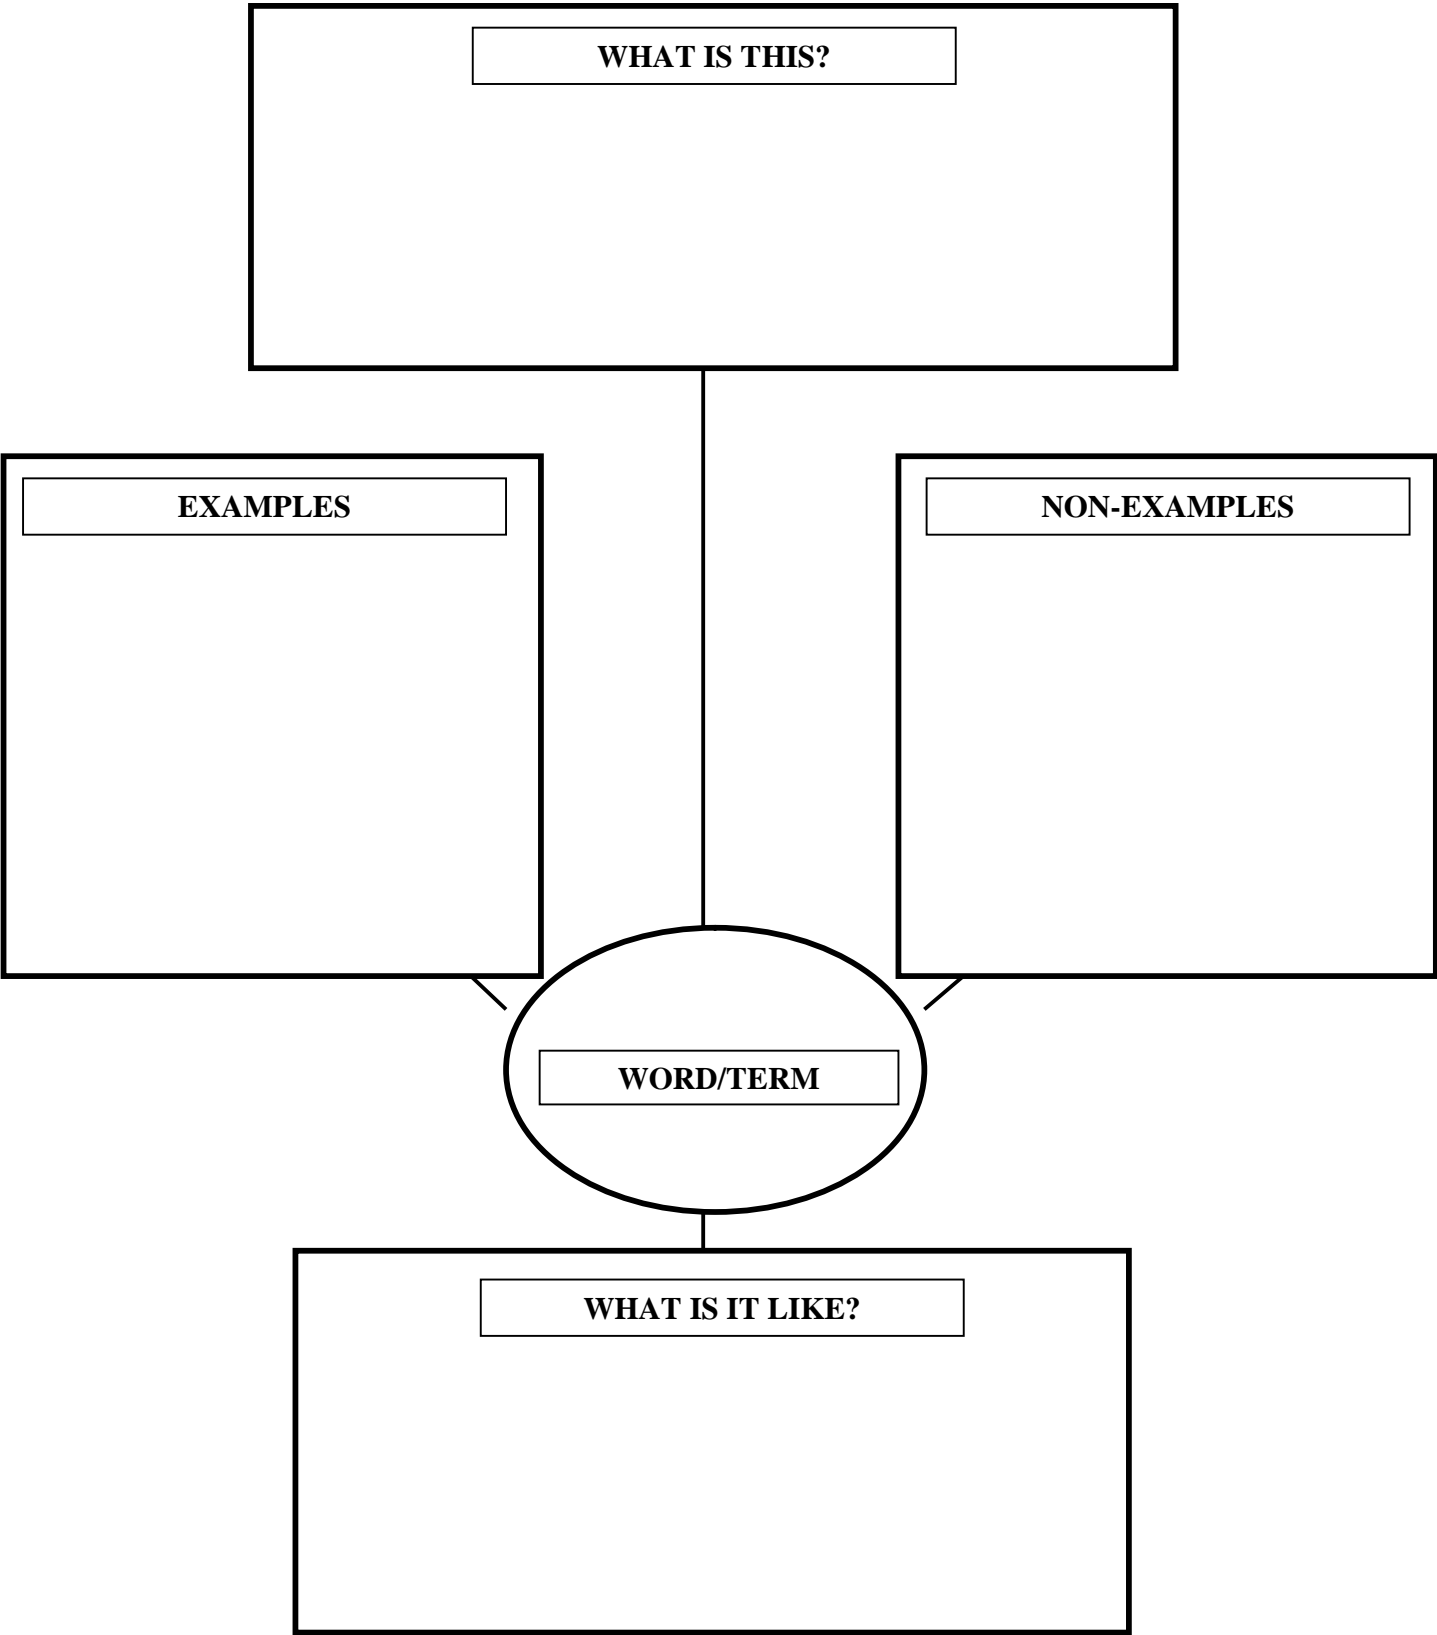 WHAT IS THIS?
EXAMPLES
NON-EXAMPLES
WORD/TERM
WHAT IS IT LIKE?